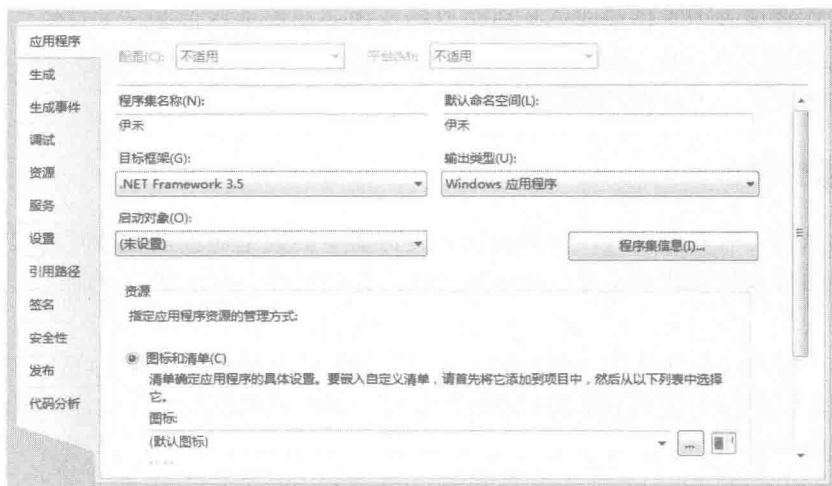 应用程序
生成
生成事件
调试
资源
服务
设置
引用路径
签名
安全性
发布
代码分析
配置(C): 不适用 平台(M): 不适用
程序集名称(N): 默认命名空间(L):
伊禾 伊禾
目标框架(G): 输出类型(U):
.NET Framework 3.5 Windows 应用程序
启动对象(O):
(未设置) 程序集信息(I)...
资源
指定应用程序资源的管理方式:
图标和清单(C)
清单确定应用程序的具体设置。要嵌入自定义清单，请首先将它添加到项目中，然后从以下列表中选择
它。
图标:
(默认图标) ...